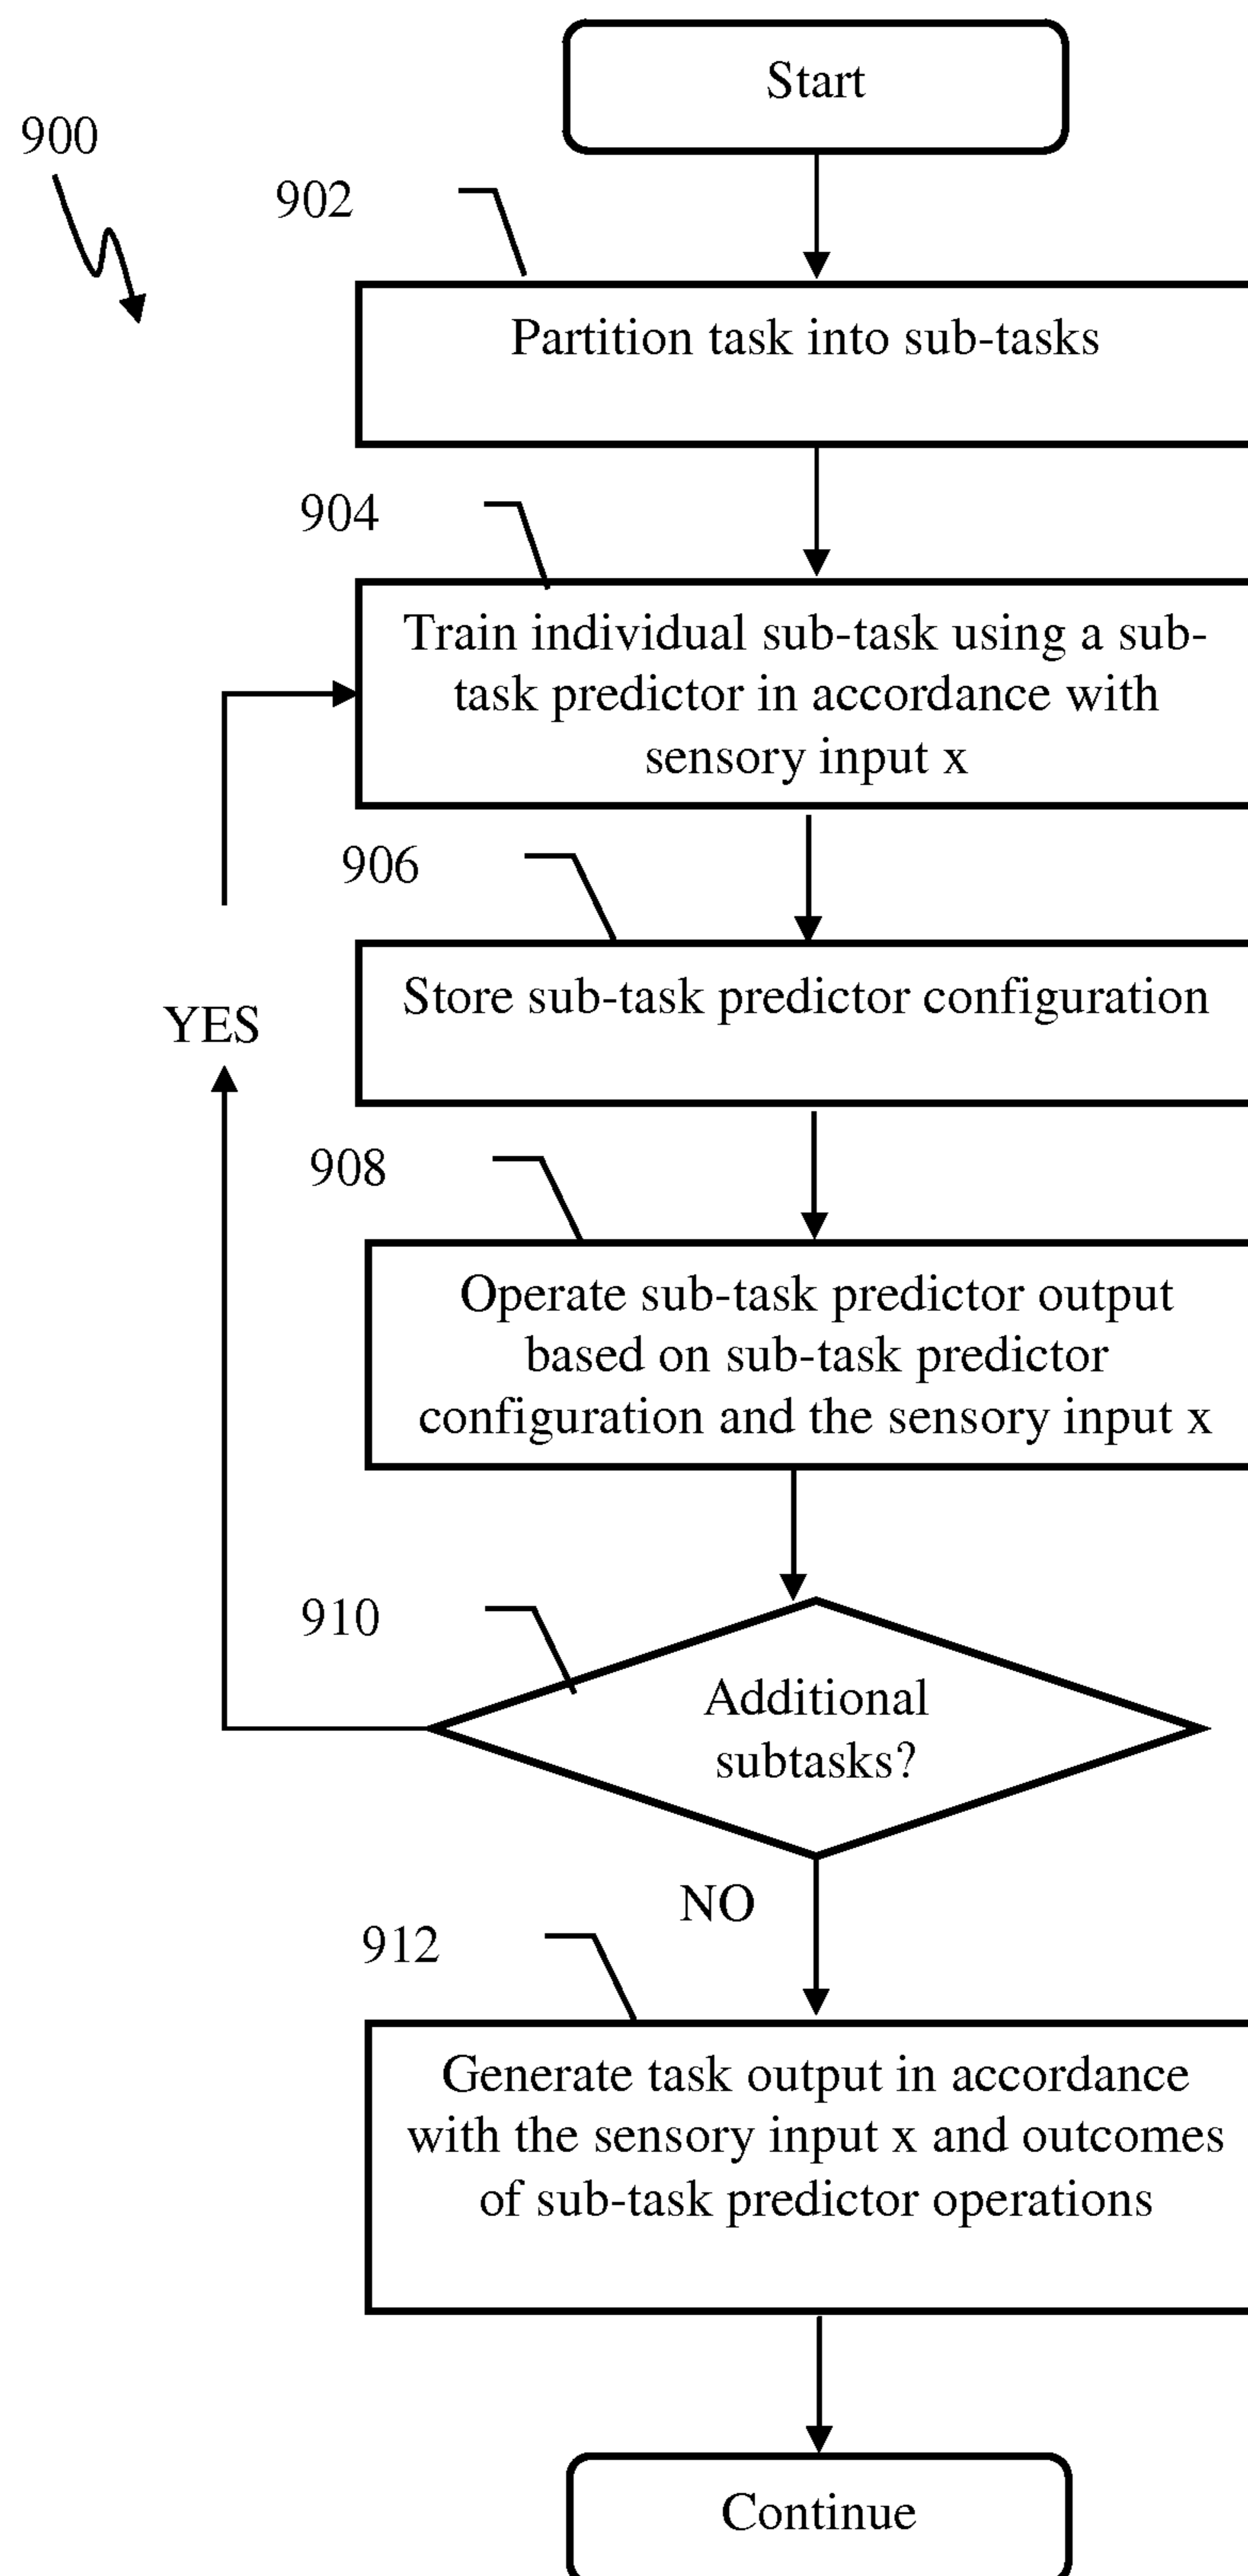 Start
900
902
Partition task into sub-tasks
904
Train individual sub-task using a sub-
task predictor in accordance with
sensory input x
906
Store sub-task predictor configuration
YES
908
Operate sub-task predictor output
based on sub-task predictor
configuration and the sensory input x
910
Additional
subtasks?
NO
912
Generate task output in accordance
with the sensory input x and outcomes
of sub-task predictor operations
Continue